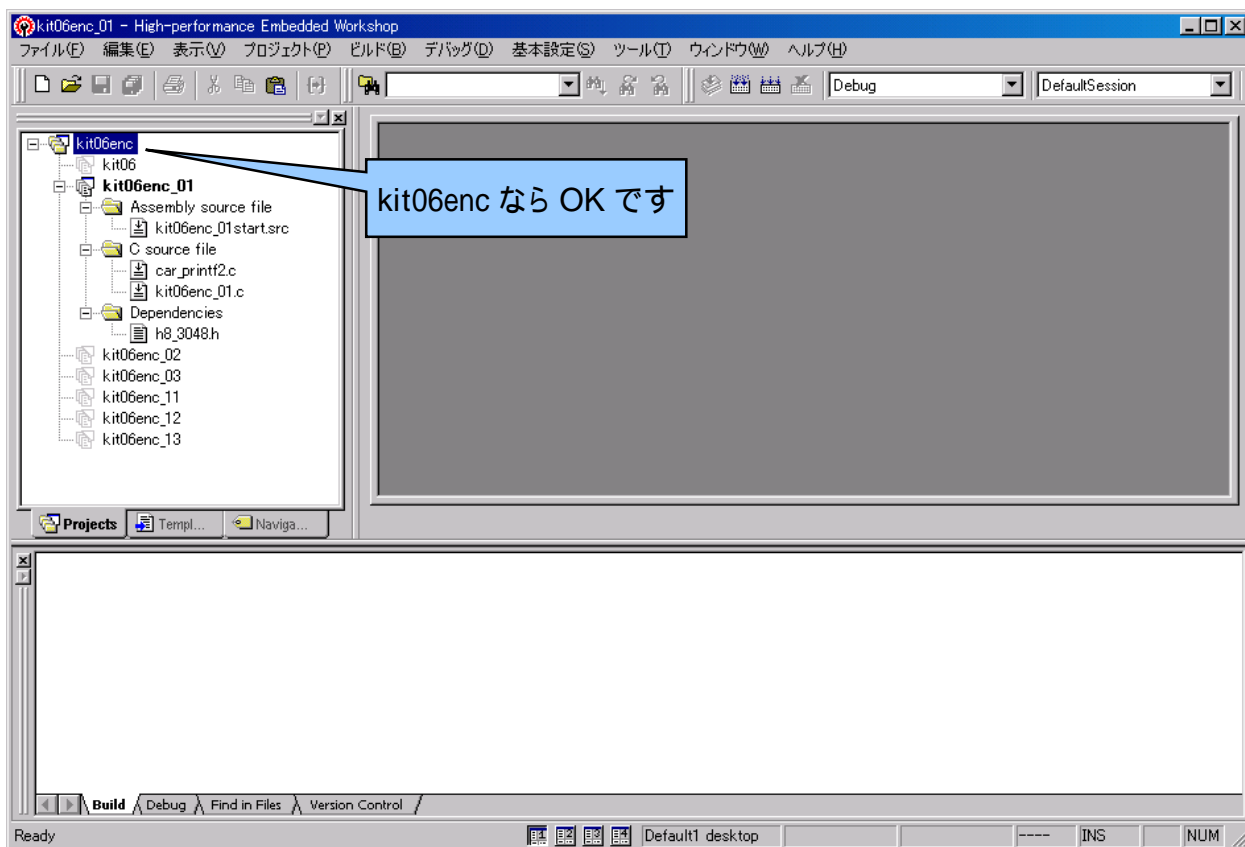 kit06enc_01 - High-performance Embedded Workshop
ファイル(F) 編集(E) 表示(V) プロジェクト(P) ビルド(B) デバッグ(D) 基本設定(S) ツール(T) ウィンドウ(W) ヘルプ(H)
Debug DefaultSession
kit06enc
kit06
kit06enc_01
Assembly source file
kit06enc_01start.src
C source file
car_printf2.c
kit06enc_01.c
Dependencies
h8_3048.h
kit06enc_02
kit06enc_03
kit06enc_11
kit06enc_12
kit06enc_13
kit06enc なら OK です
Projects Templ... Naviga...
Build Debug Find in Files Version Control
Ready 1 2 3 4 Default1 desktop ---- INS NUM